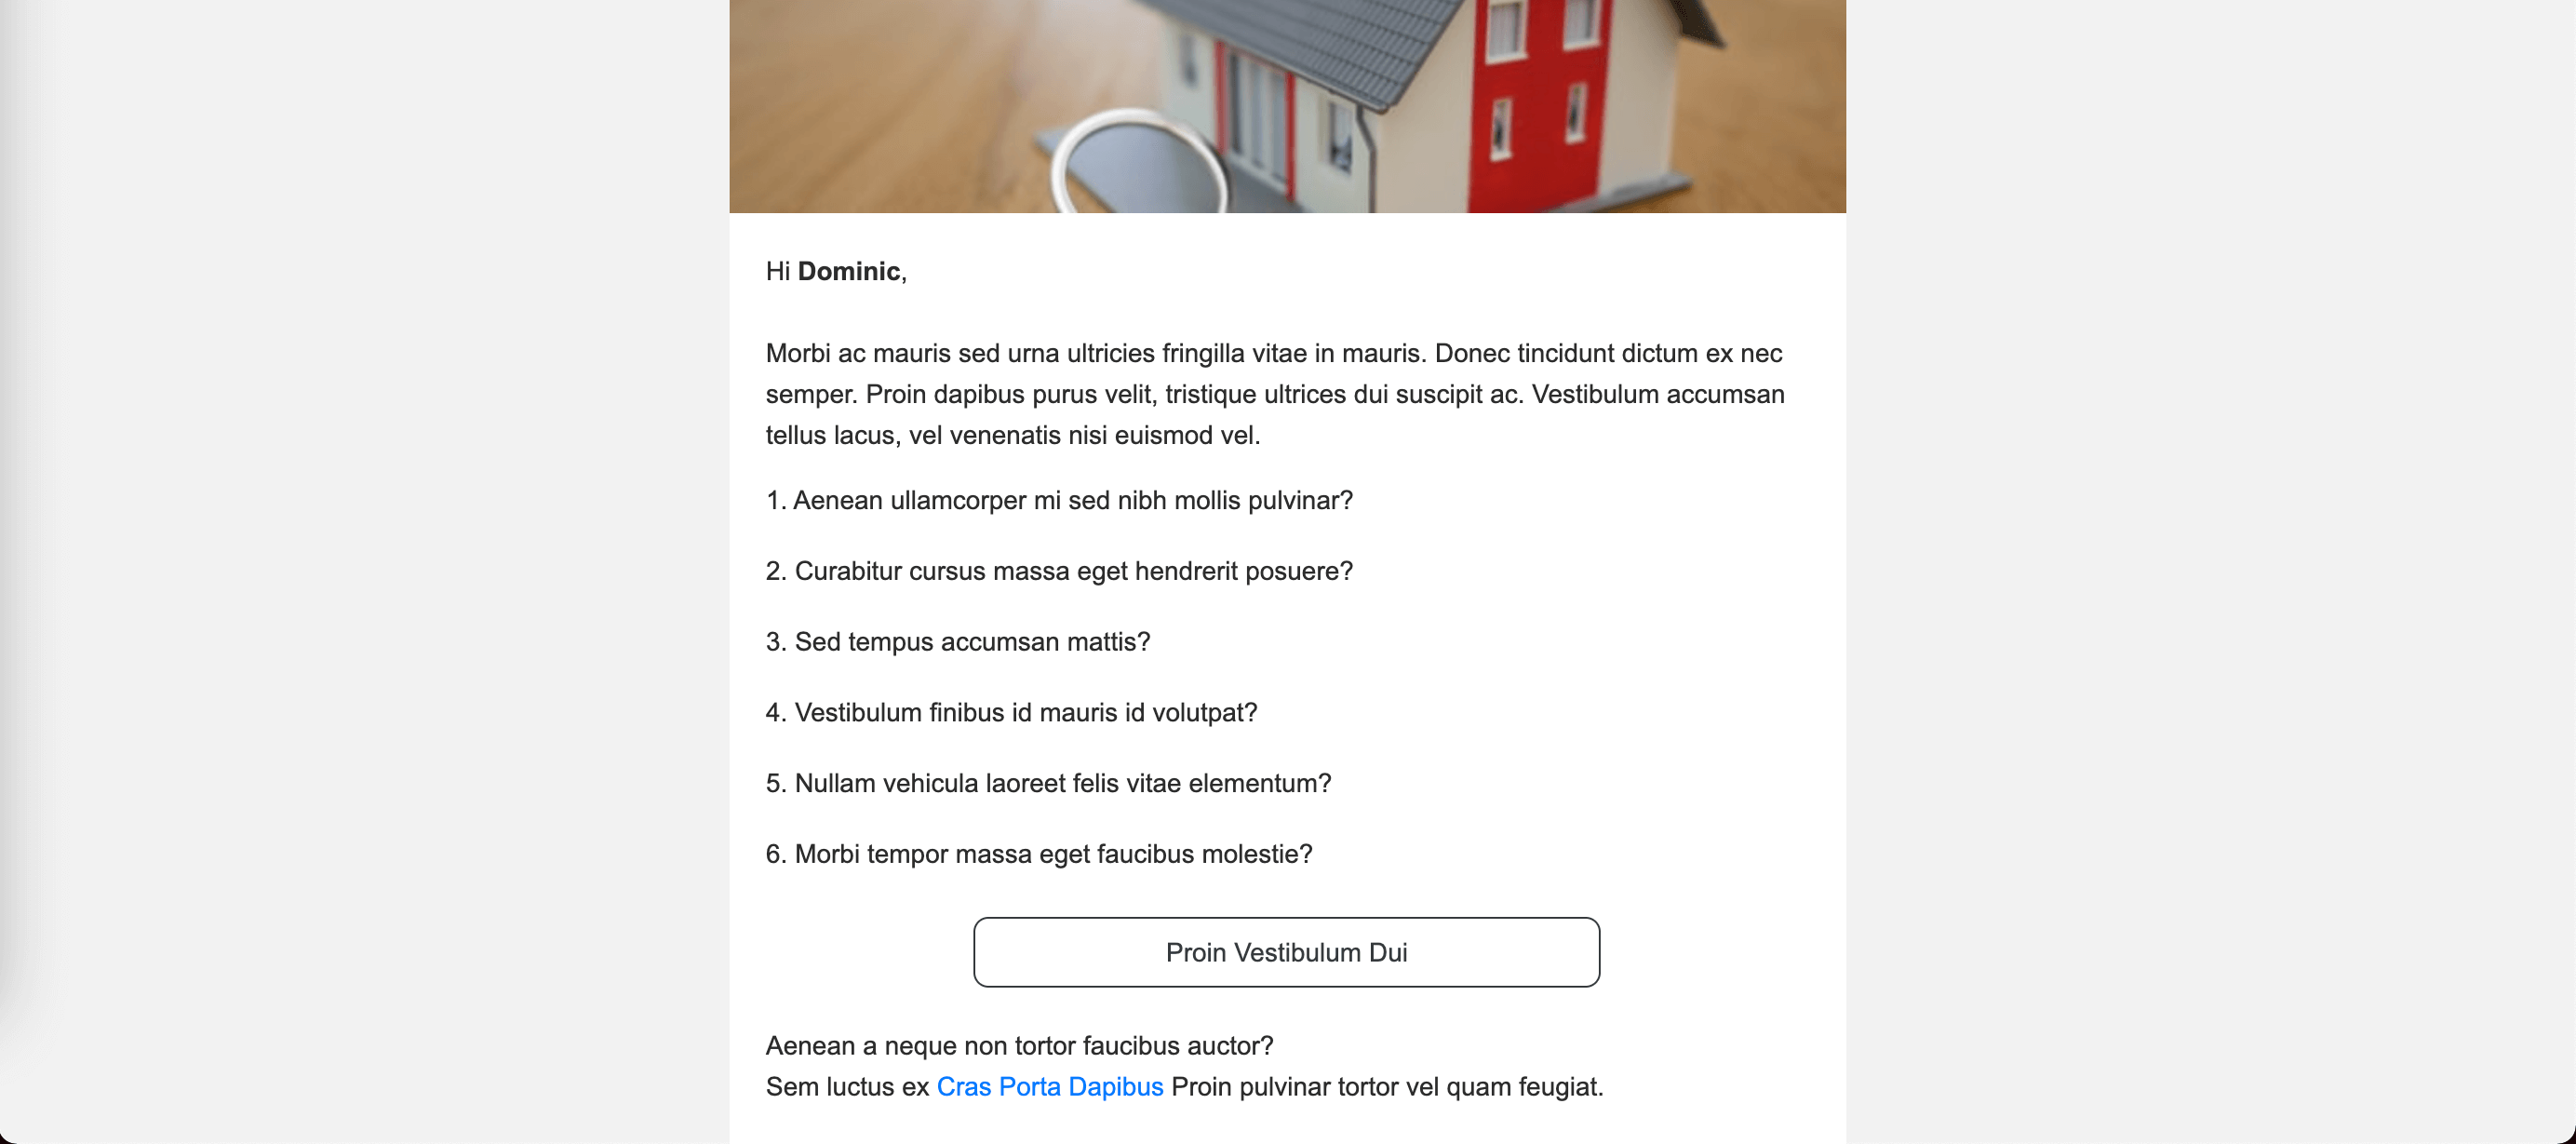 Hi Dominic,
Morbi ac mauris sed urna ultricies fringilla vitae in mauris. Donec tincidunt dictum ex nec
semper. Proin dapibus purus velit, tristique ultrices dui suscipit ac. Vestibulum accumsan
tellus lacus, vel venenatis nisi euismod vel.
1. Aenean ullamcorper mi sed nibh mollis pulvinar?
2. Curabitur cursus massa eget hendrerit posuere?
3. Sed tempus accumsan mattis?
4. Vestibulum finibus id mauris id volutpat?
5. Nullam vehicula laoreet felis vitae elementum?
6. Morbi tempor massa eget faucibus molestie?
Proin Vestibulum Dui
Aenean a neque non tortor faucibus auctor?
Sem luctus ex Cras Porta Dapibus Proin pulvinar tortor vel quam feugiat.